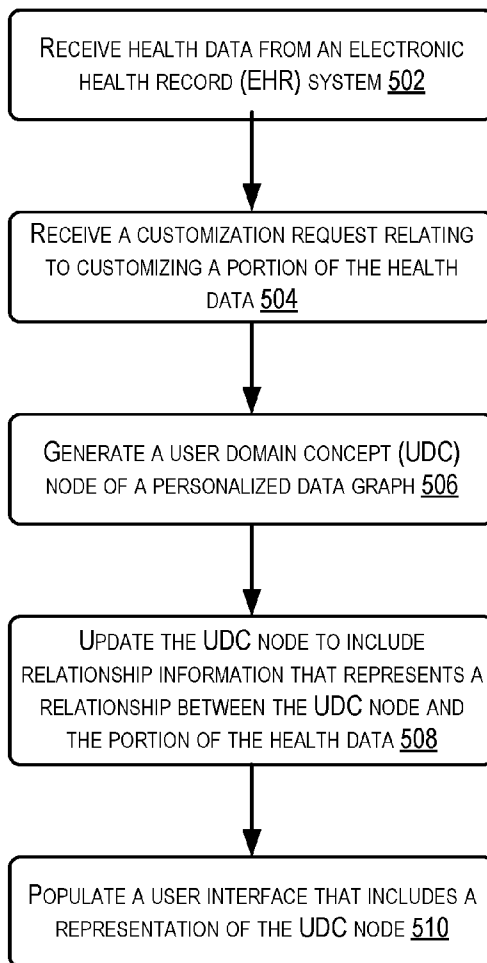 RECEIVE HEALTH DATA FROM AN ELECTRONIC
HEALTH RECORD (EHR) SYSTEM 502
RECEIVE A CUSTOMIZATION REQUEST RELATING
TO CUSTOMIZING A PORTION OF THE HEALTH
DATA 504
GENERATE A USER DOMAIN CONCEPT (UDC)
NODE OF A PERSONALIZED DATA GRAPH 506
UPDATE THE UDC NODE TO INCLUDE
RELATIONSHIP INFORMATION THAT REPRESENTS A
RELATIONSHIP BETWEEN THE UDC NODE AND
THE PORTION OF THE HEALTH DATA 508
POPULATE A USER INTERFACE THAT INCLUDES A
REPRESENTATION OF THE UDC NODE 510